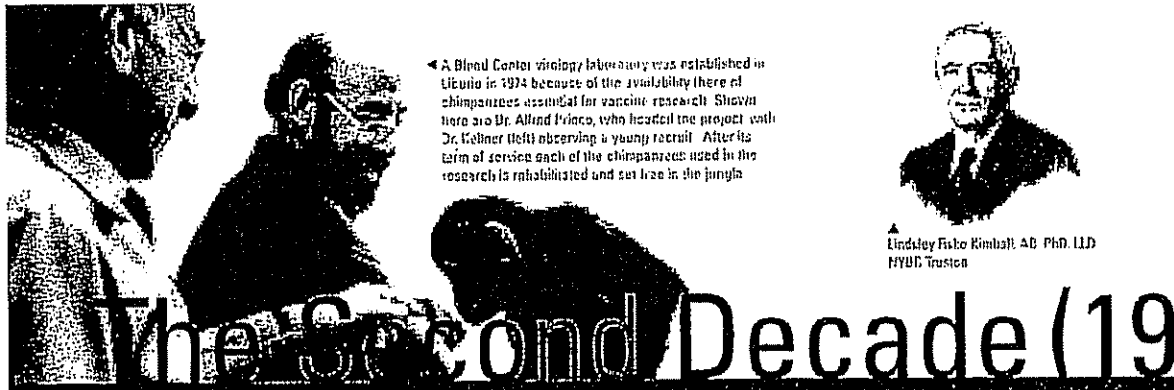 ◄ A Blood Center virology laboratory was established in
Liberia in 1974 because of the availability there of
chimpanzees essential for vaccine research. Shown
here are Dr. Alfred Prince, who headed the project with
Dr. Kellner (left) observing a young recruit. After its
term of service each of the chimpanzees used in the
research is rehabilitated and set free in the jungle
▲
Lindsley Fiske Kimball, AB, PhD, LLD
NYBC Trustee
The Second Decade (19